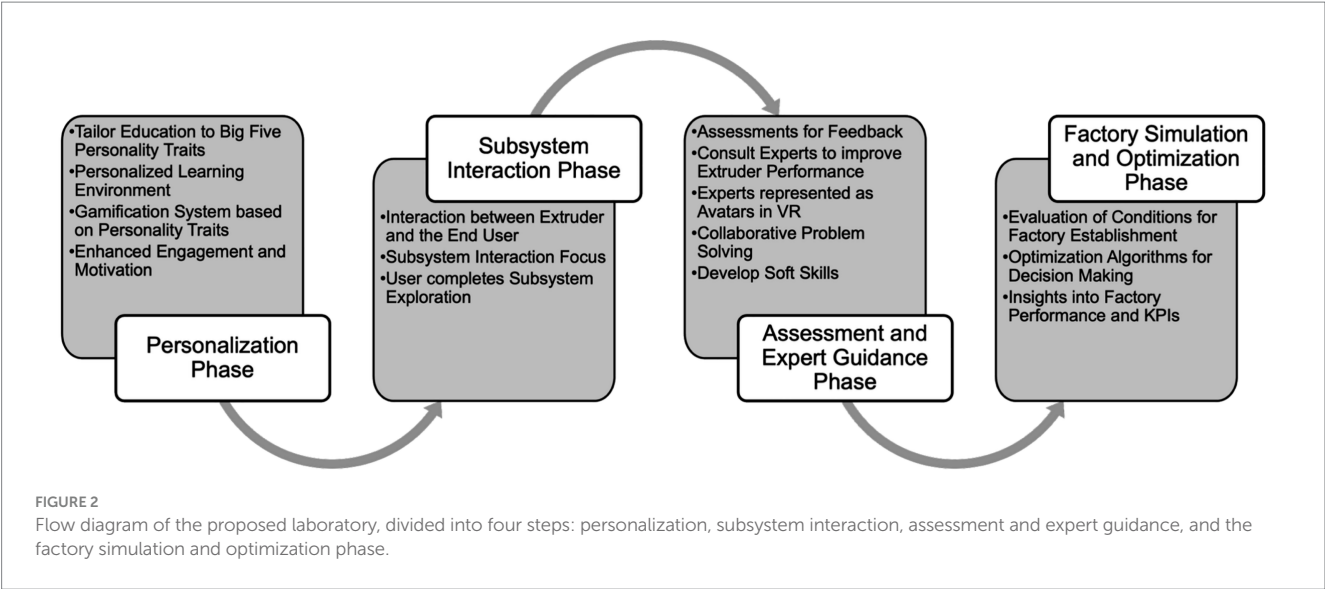 •Tailor Education to Big Five
Personality Traits
•Personalized Learning
Environment
•Gamification System based
on Personality Traits
•Enhanced Engagement and
Motivation
Personalization
Phase
Subsystem
Interaction Phase
•Interaction between Extruder
and the End User
•Subsystem Interaction Focus
•User completes Subsystem
Exploration
•Assessments for Feedback
•Consult Experts to improve
Extruder Performance
•Experts represented as
Avatars in VR
•Collaborative Problem
Solving
•Develop Soft Skills
Assessment and
Expert Guidance
Phase
Factory Simulation
and Optimization
Phase
•Evaluation of Conditions for
Factory Establishment
•Optimization Algorithms for
Decision Making
•Insights into Factory
Performance and KPIs
FIGURE 2
Flow diagram of the proposed laboratory, divided into four steps: personalization, subsystem interaction, assessment and expert guidance, and the
factory simulation and optimization phase.